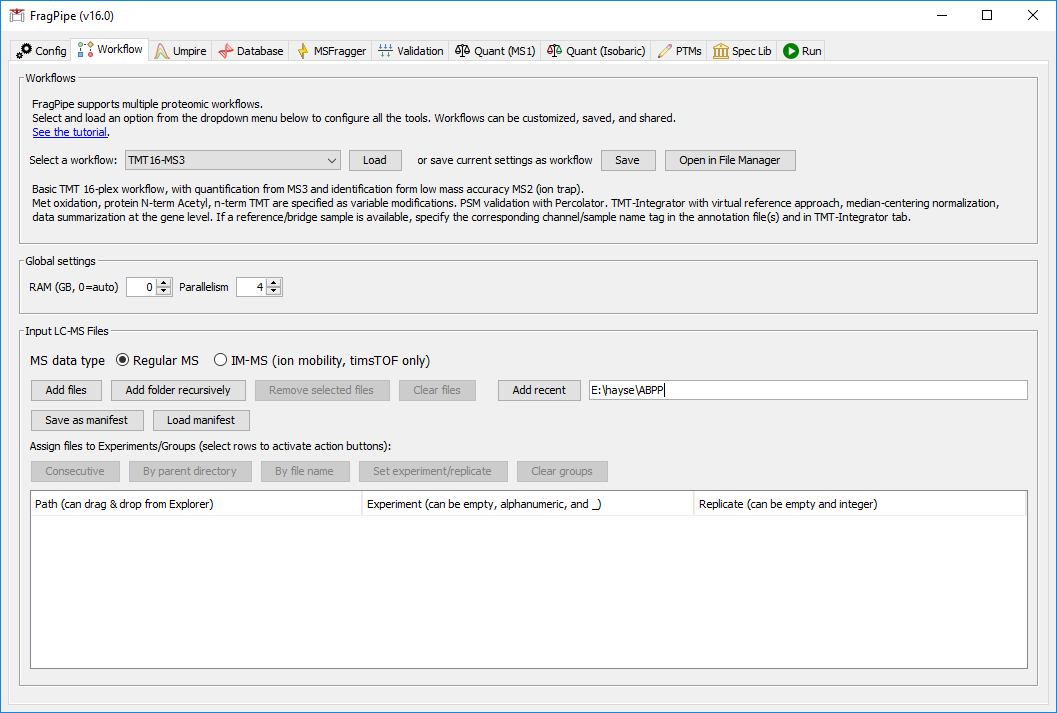 FragPipe (v16.0)
Config Workflow Umpire Database MSFragger Validation Quant (MS1) Quant (Isobaric) PTMs Spec Lib Run
Workflows
FragPipe supports multiple proteomic workflows.
Select and load an option from the dropdown menu below to configure all the tools. Workflows can be customized, saved, and shared.
See the tutorial.
Select a workflow: TMT16-MS3 Load or save current settings as workflow Save Open in File Manager
Basic TMT 16-plex workflow, with quantification from MS3 and identification form low mass accuracy MS2 (ion trap).
Met oxidation, protein N-term Acetyl, n-term TMT are specified as variable modifications. PSM validation with Percolator. TMT-Integrator with virtual reference approach, median-centering normalization,
data summarization at the gene level. If a reference/bridge sample is available, specify the corresponding channel/sample name tag in the annotation file(s) and in TMT-Integrator tab.
Global settings
RAM (GB, 0=auto) 0 Parallelism 4
Input LC-MS Files
MS data type Regular MS IM-MS (ion mobility, timsTOF only)
Add files Add folder recursively Remove selected files Clear files Add recent E:\hayse\ABPP
Save as manifest Load manifest
Assign files to Experiments/Groups (select rows to activate action buttons):
Consecutive By parent directory By file name Set experiment/replicate Clear groups
Path (can drag & drop from Explorer) Experiment (can be empty, alphanumeric, and _) Replicate (can be empty and integer)